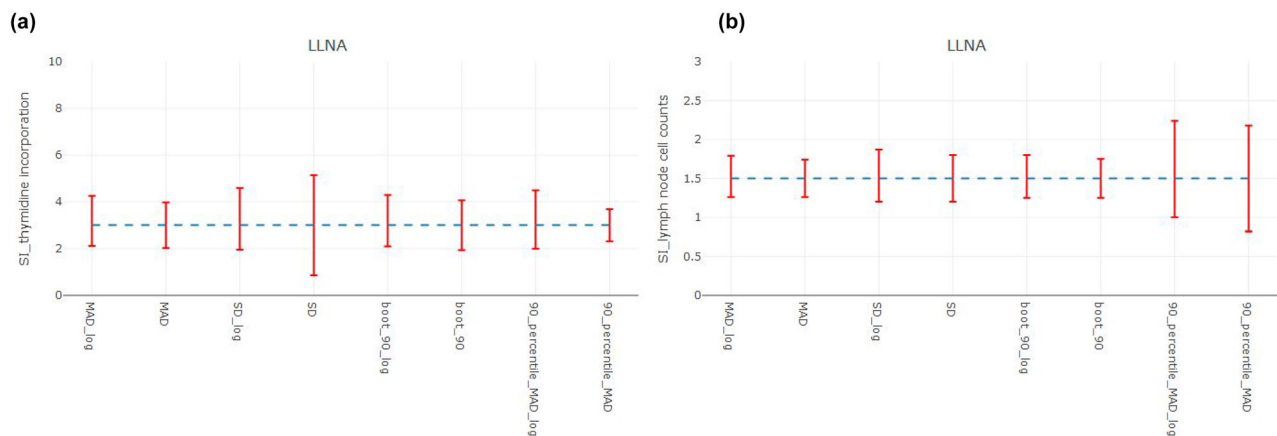 (a)
LLNA
SI_thymidine incorporation
10
8
6
4
2
0
MAD_log
MAD
SD_log
SD
boot_90_log
boot_90
90_percentile_MAD_log
90_percentile_MAD
(b)
LLNA
SI_lymph node cell counts
3
2.5
2
1.5
1
0.5
0
MAD_log
MAD
SD_log
SD
boot_90_log
boot_90
90_percentile_MAD_log
90_percentile_MAD